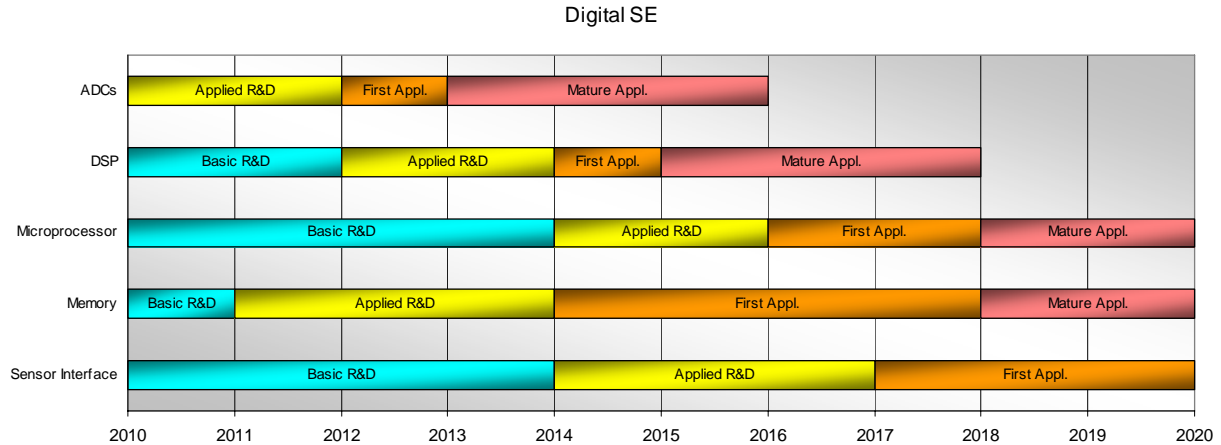 Digital SE
ADCs
Applied R&D
First Appl.
Mature Appl.
DSP
Basic R&D
Applied R&D
First Appl.
Mature Appl.
Microprocessor
Basic R&D
Applied R&D
First Appl.
Mature Appl.
Memory
Basic R&D
Applied R&D
First Appl.
Mature Appl.
Sensor Interface
Basic R&D
Applied R&D
First Appl.
2010 2011 2012 2013 2014 2015 2016 2017 2018 2019 2020